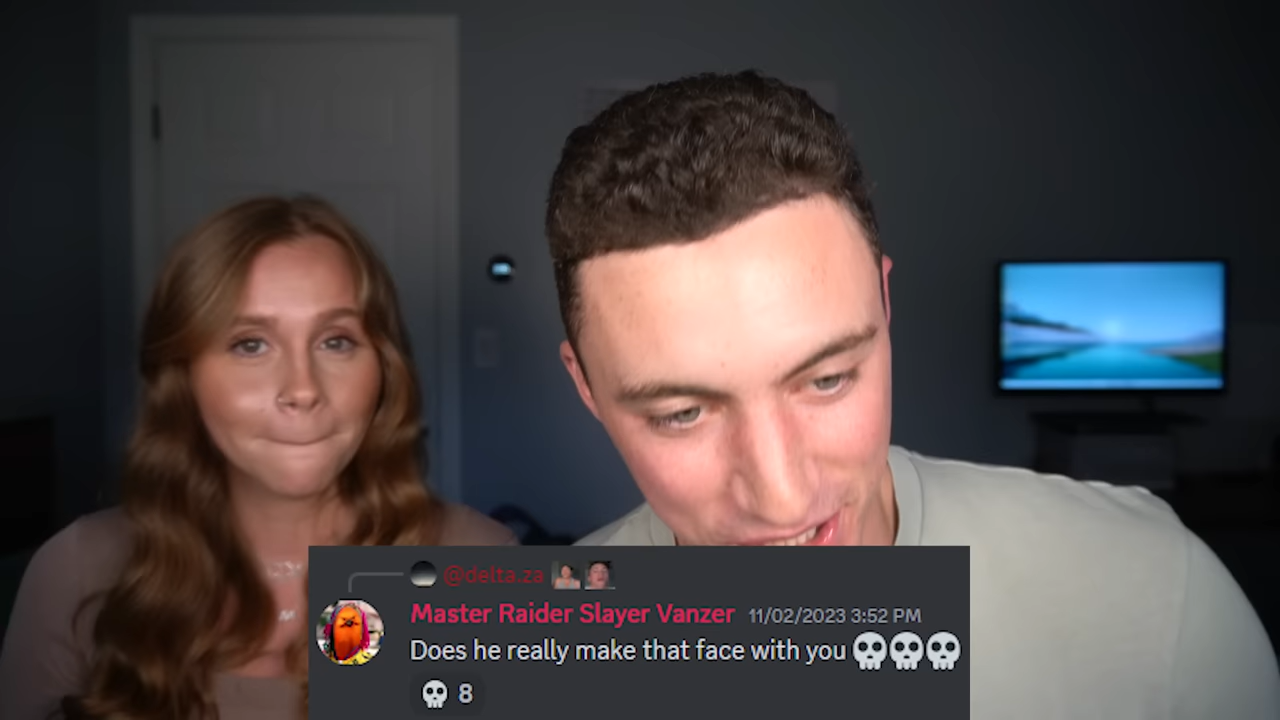 @delta.za
Master Raider Slayer Vanzer 11/02/2023 3:52 PM
Does he really make that face with you 💀💀💀
💀 8